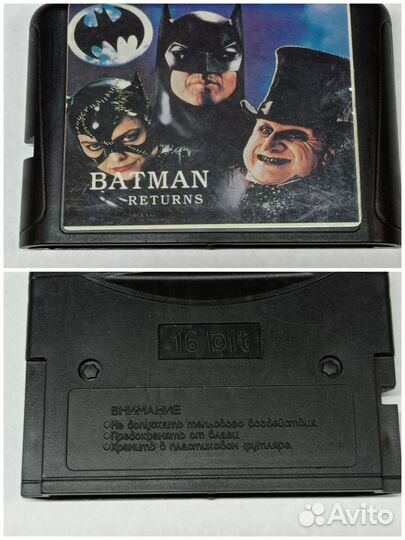 BATMAN
RETURNS
16 bit
ВНИМАНИЕ
Не допускать теплового воздействия.
Предохранять от влаги.
Хранить в пластиковом футляре.
Avito